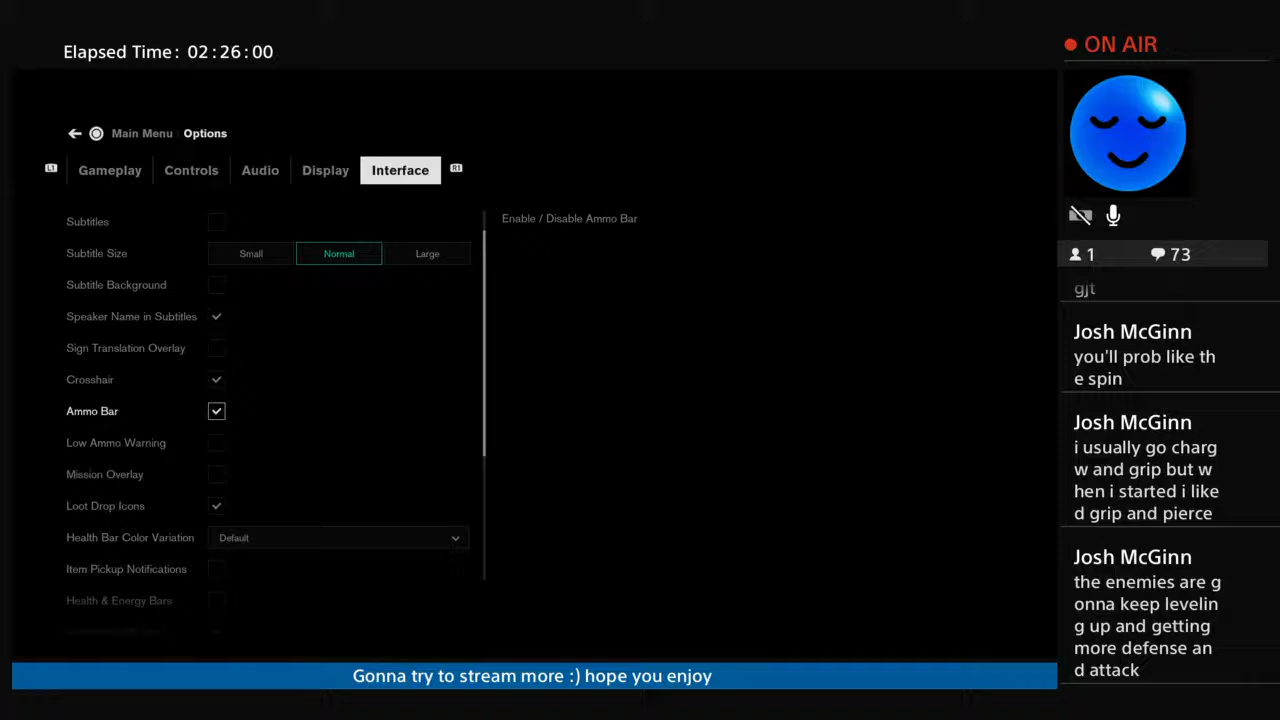 Elapsed Time: 02:26:00
ON AIR
Main Menu Options
L1 Gameplay Controls Audio Display Interface R1
Subtitles
Enable / Disable Ammo Bar
Subtitle Size Small Normal Large
Subtitle Background
Speaker Name in Subtitles
Sign Translation Overlay
Crosshair
Ammo Bar
Low Ammo Warning
Mission Overlay
Loot Drop Icons
Health Bar Color Variation Default
Item Pickup Notifications
Health & Energy Bars
1 73
gjt
Josh McGinn
you'll prob like th
e spin
Josh McGinn
i usually go charg
w and grip but w
hen i started i like
d grip and pierce
Josh McGinn
the enemies are g
onna keep levelin
g up and getting
more defense an
d attack
Gonna try to stream more :) hope you enjoy